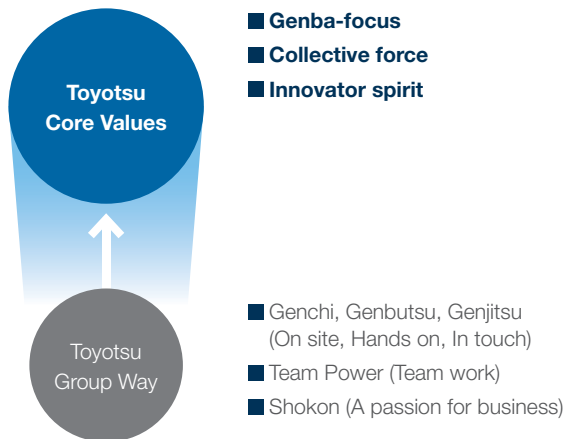 Toyotsu
Core Values
Genba-focus
Collective force
Innovator spirit
Toyotsu
Group Way
Genchi, Genbutsu, Genjitsu
(On site, Hands on, In touch)
Team Power (Team work)
Shokon (A passion for business)